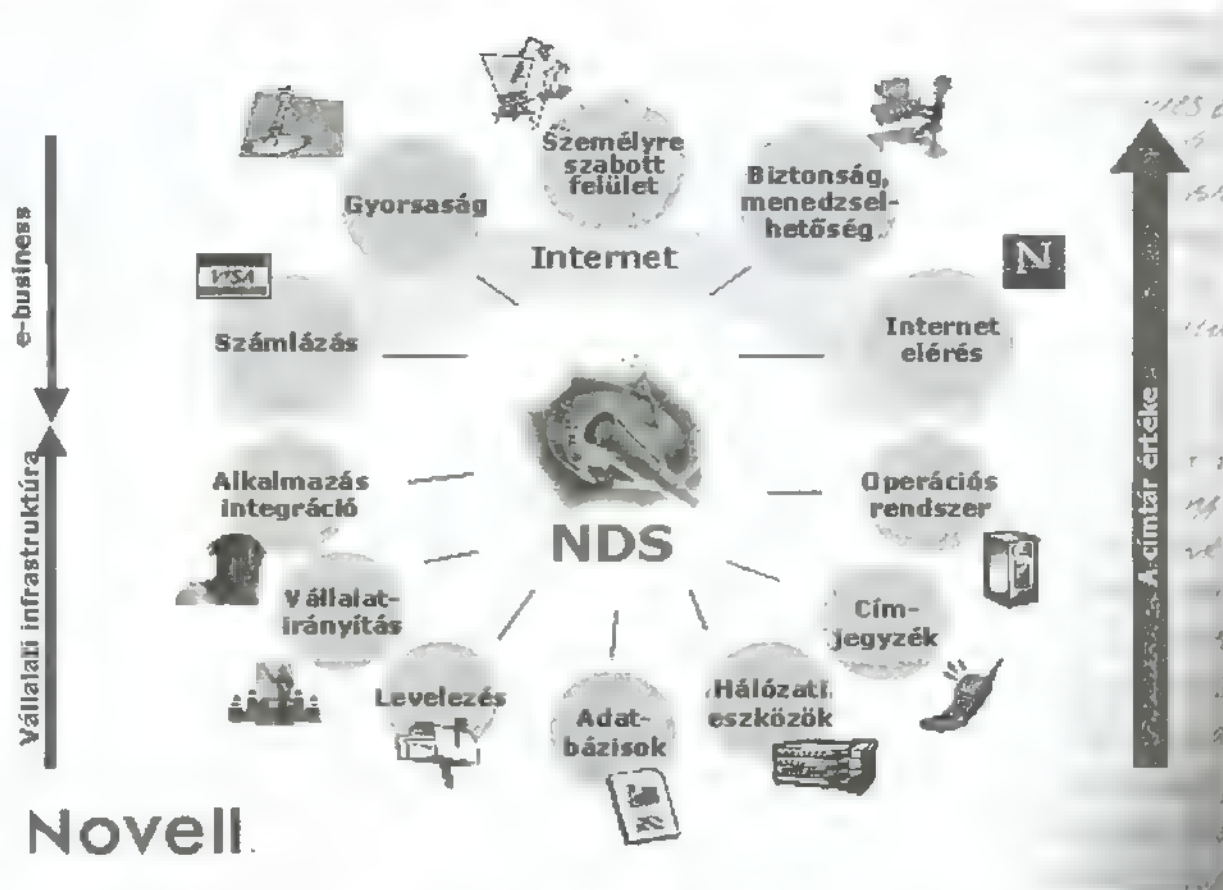 Személyre
szabott
felület
Gyorsaság
Biztonság,
menedzsel-
hetőség
Internet
VISA
N
Számlázás
Internet
elérés
e-business
Alkalmazás
integráció
NDS
Operációs
rendszer
Vállalati infrastruktúra
Vállalat-
irányítás
Cím-
jegyzék
Levelezés
Adat-
bázisok
Hálózati
eszközök
A címtár értéke
Novell.